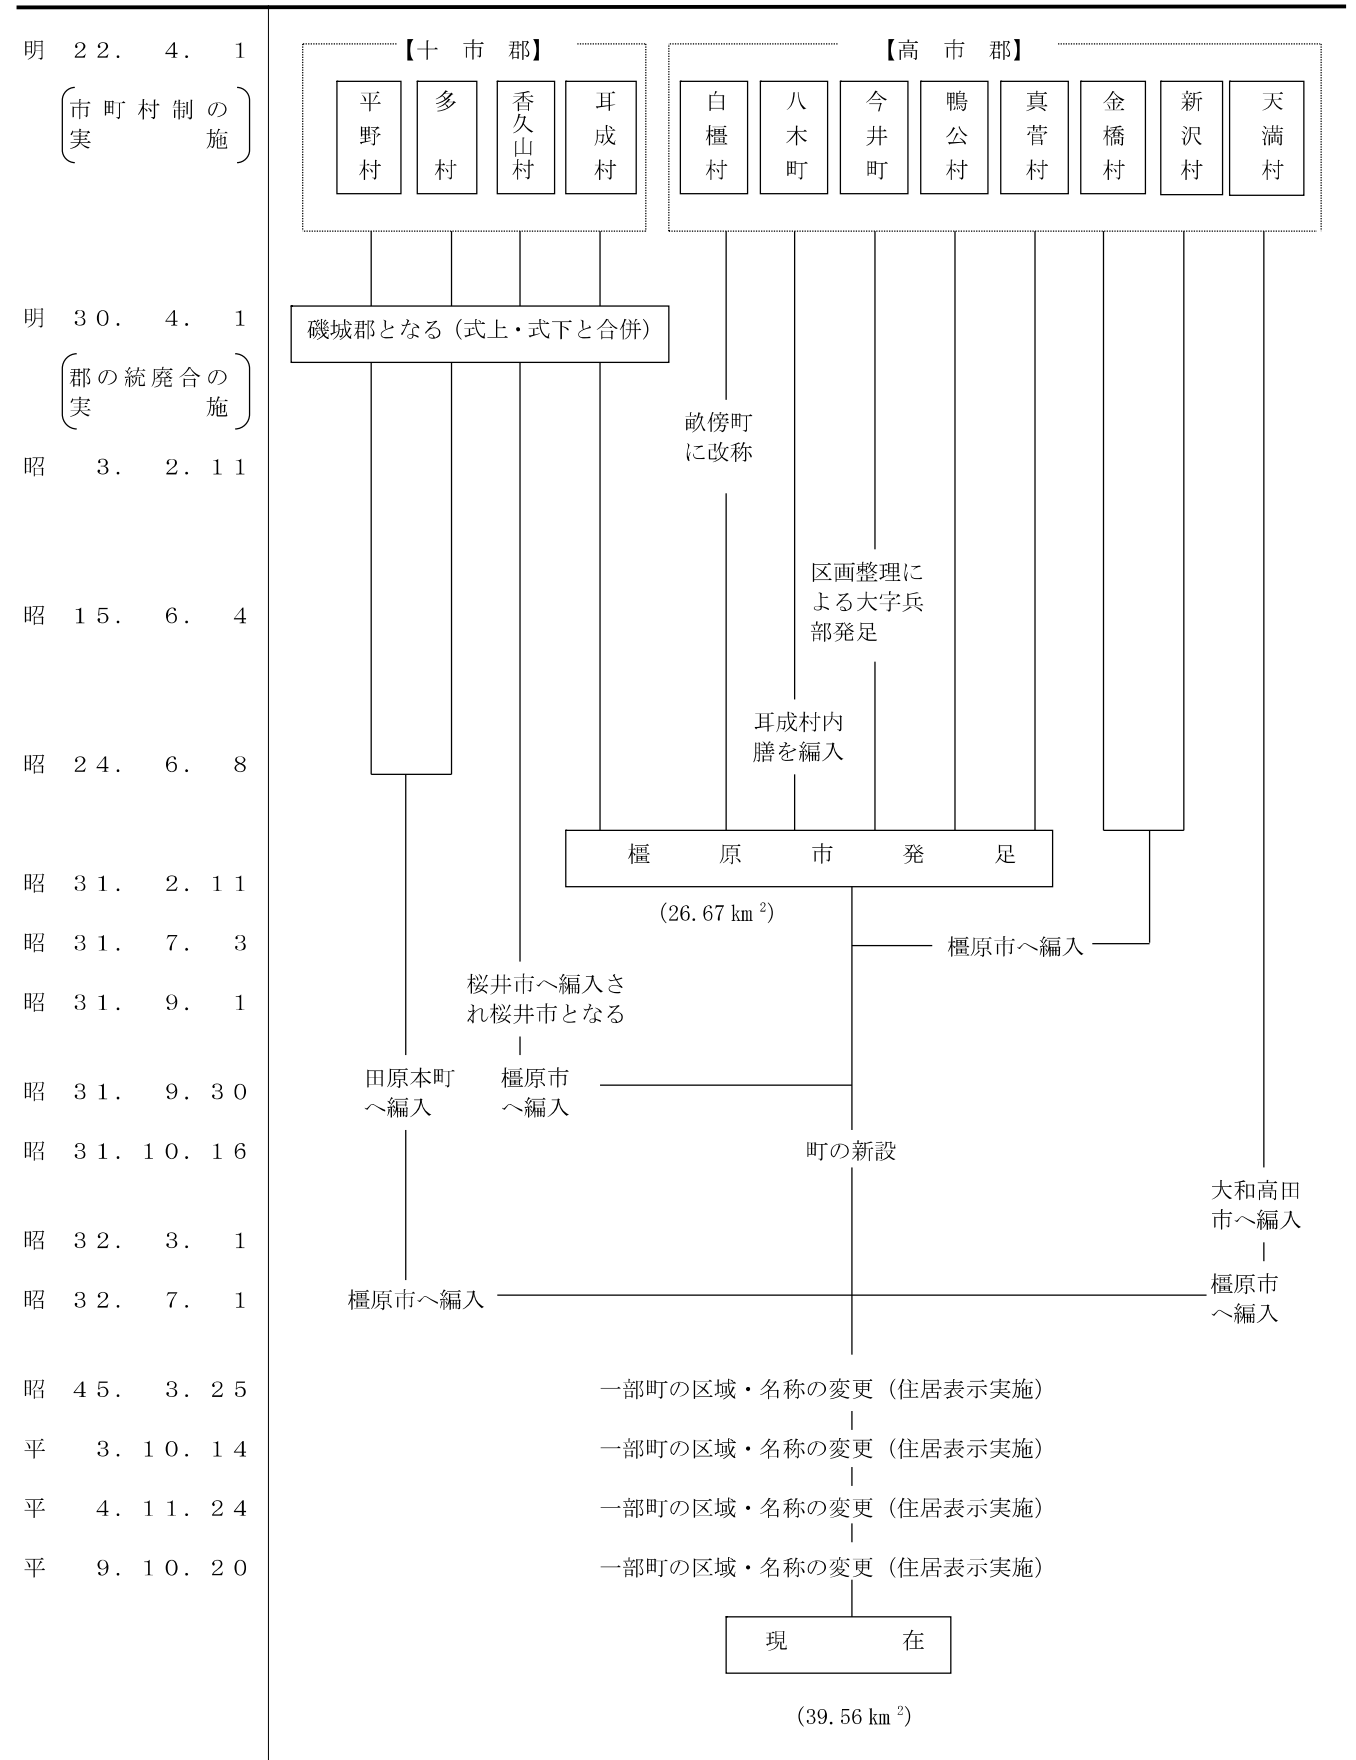 明 22. 4. 1
市町村制の
実施
【十市郡】
平野村
多村
香久山村
耳成村
【高市郡】
白橿村
八木町
今井町
鴨公村
真菅村
金橋村
新沢村
天満村
明 30. 4. 1
郡の統廃合の
実施
磯城郡となる（式上・式下と合併）
昭 3. 2.11
畝傍町
に改称
昭 15. 6. 4
区画整理に
よる大字兵
部発足
昭 24. 6. 8
耳成村内
膳を編入
昭 31. 2.11
橿原市発足
(26.67㎞²)
昭 31. 7. 3
橿原市へ編入
昭 31. 9. 1
桜井市へ編入さ
れ桜井市となる
昭 31. 9.30
田原本町
へ編入
橿原市
へ編入
昭 31.10.16
町の新設
昭 32. 3. 1
大和高田
市へ編入
昭 32. 7. 1
橿原市へ編入
橿原市
へ編入
昭 45. 3.25
一部町の区域・名称の変更（住居表示実施）
平 3.10.14
一部町の区域・名称の変更（住居表示実施）
平 4.11.24
一部町の区域・名称の変更（住居表示実施）
平 9.10.20
一部町の区域・名称の変更（住居表示実施）
現在
(39.56㎞²)